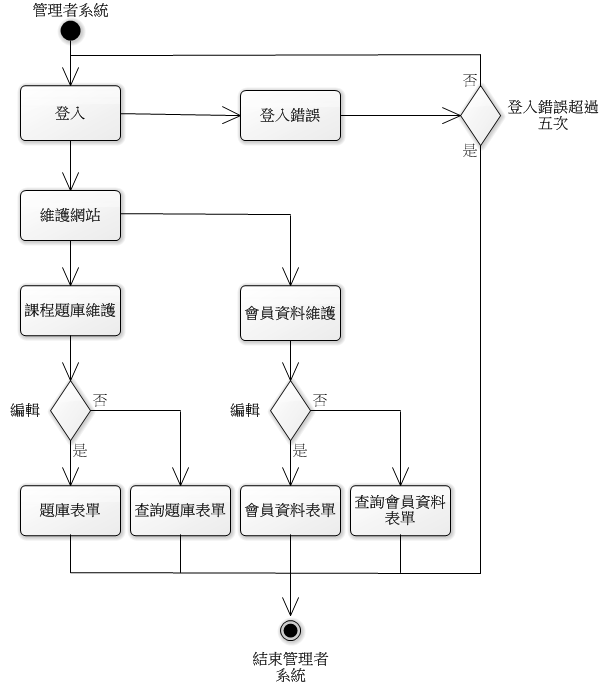 管理者系統
否
登入
登入錯誤
登入錯誤超過
五次
是
維護網站
課程題庫維護
會員資料維護
編輯
否
是
編輯
否
是
題庫表單
查詢題庫表單
會員資料表單
查詢會員資料
表單
結束管理者
系統